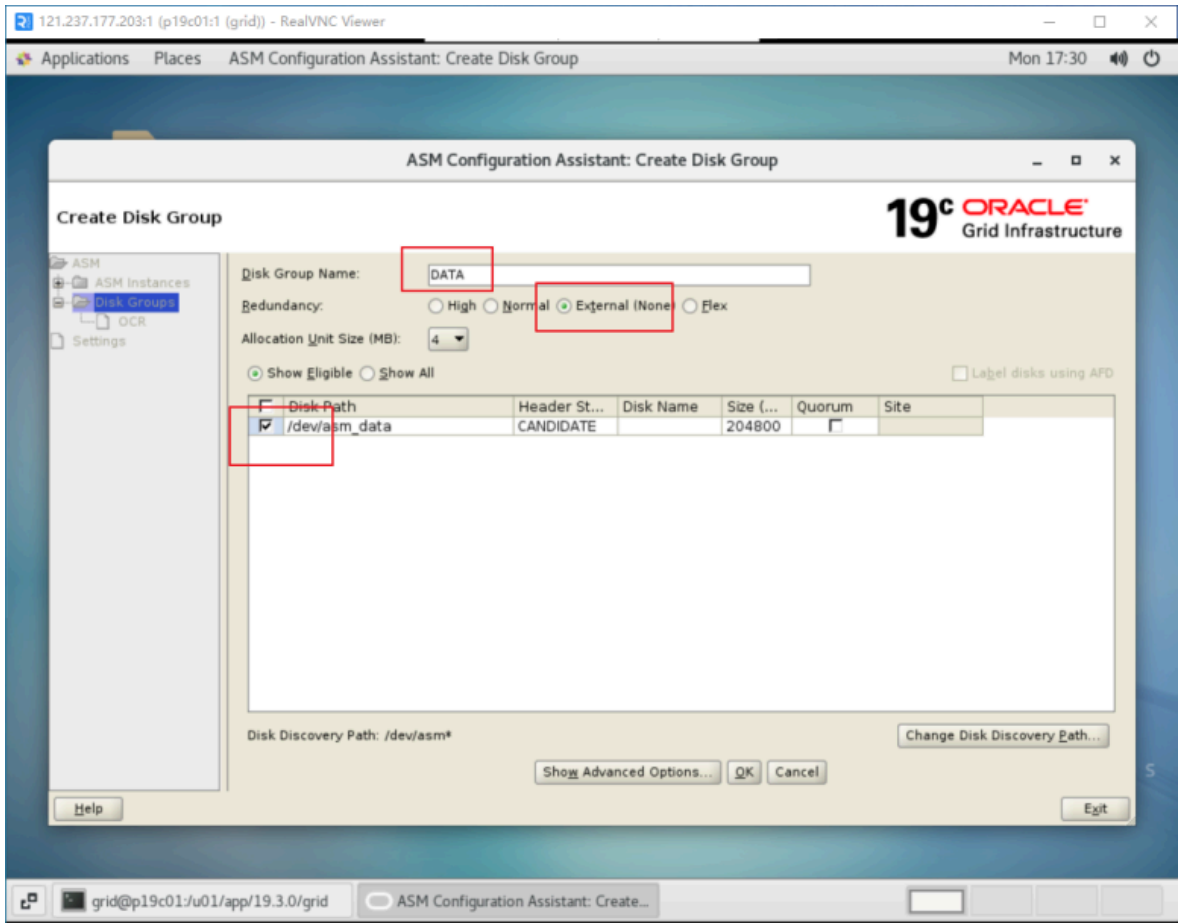 121.237.177.203:1 (p19c01:1 (grid)) - RealVNC Viewer
Applications Places ASM Configuration Assistant: Create Disk Group Mon 17:30
ASM Configuration Assistant: Create Disk Group
Create Disk Group
19c ORACLE Grid Infrastructure
ASM
ASM Instances
Disk Groups
OCR
Settings
Disk Group Name: DATA
Redundancy: High Normal External (None) Flex
Allocation Unit Size (MB): 4
Show Eligible Show All Label disks using AFD
Disk Path Header St... Disk Name Size (... Quorum Site
/dev/asm_data CANDIDATE 204800
Disk Discovery Path: /dev/asm* Change Disk Discovery Path...
Show Advanced Options... OK Cancel
S
Help Exit
grid@p19c01:/u01/app/19.3.0/grid ASM Configuration Assistant: Create...